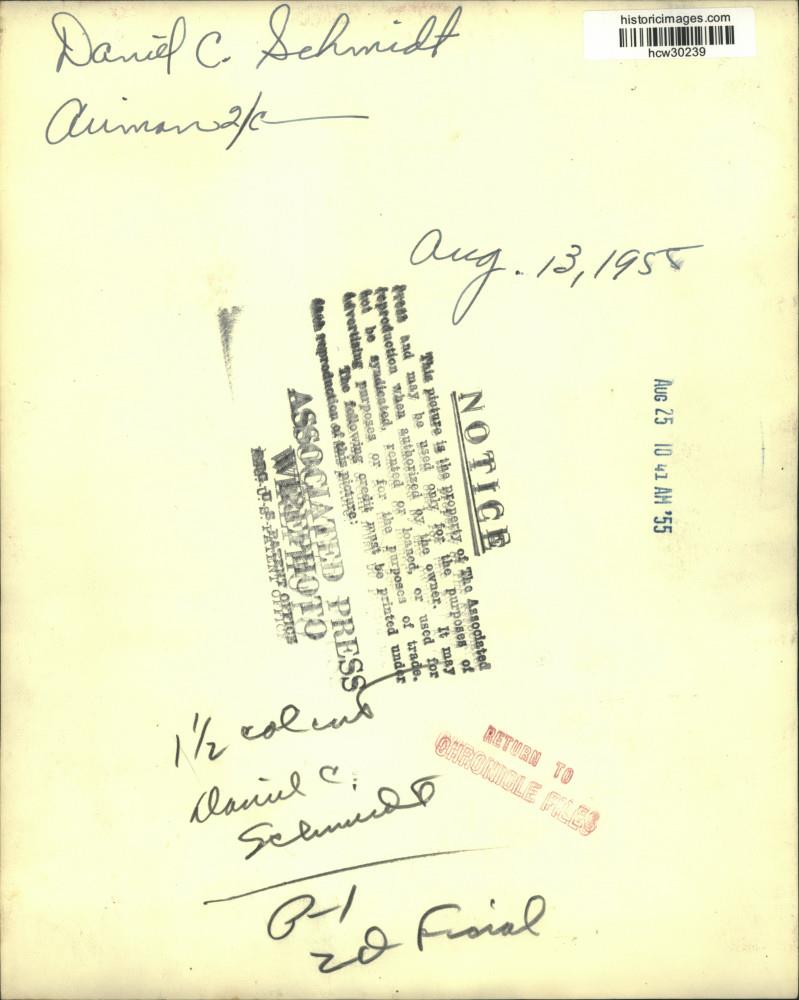 historicimages.com
hcw30239
Daniel C. Schmidt
Airman 2/c
Aug. 13, 1955
AUG 25 10 41 AM '55
NOTICE
This picture is the property of The Associated
Press and may be used only for the purposes of
reproduction when authorized by the owner. It may
not be syndicated, rented or loaned, or used for
advertising purposes or for the purposes of trade.
The following credit must be printed under
each reproduction of this picture:
ASSOCIATED PRESS
WIREPHOTO
REG. U. S. PATENT OFFICE
1 1/2 col cut
Daniel C.
Schmidt
RETURN TO
CHRONICLE FILES
P-1
2d Final